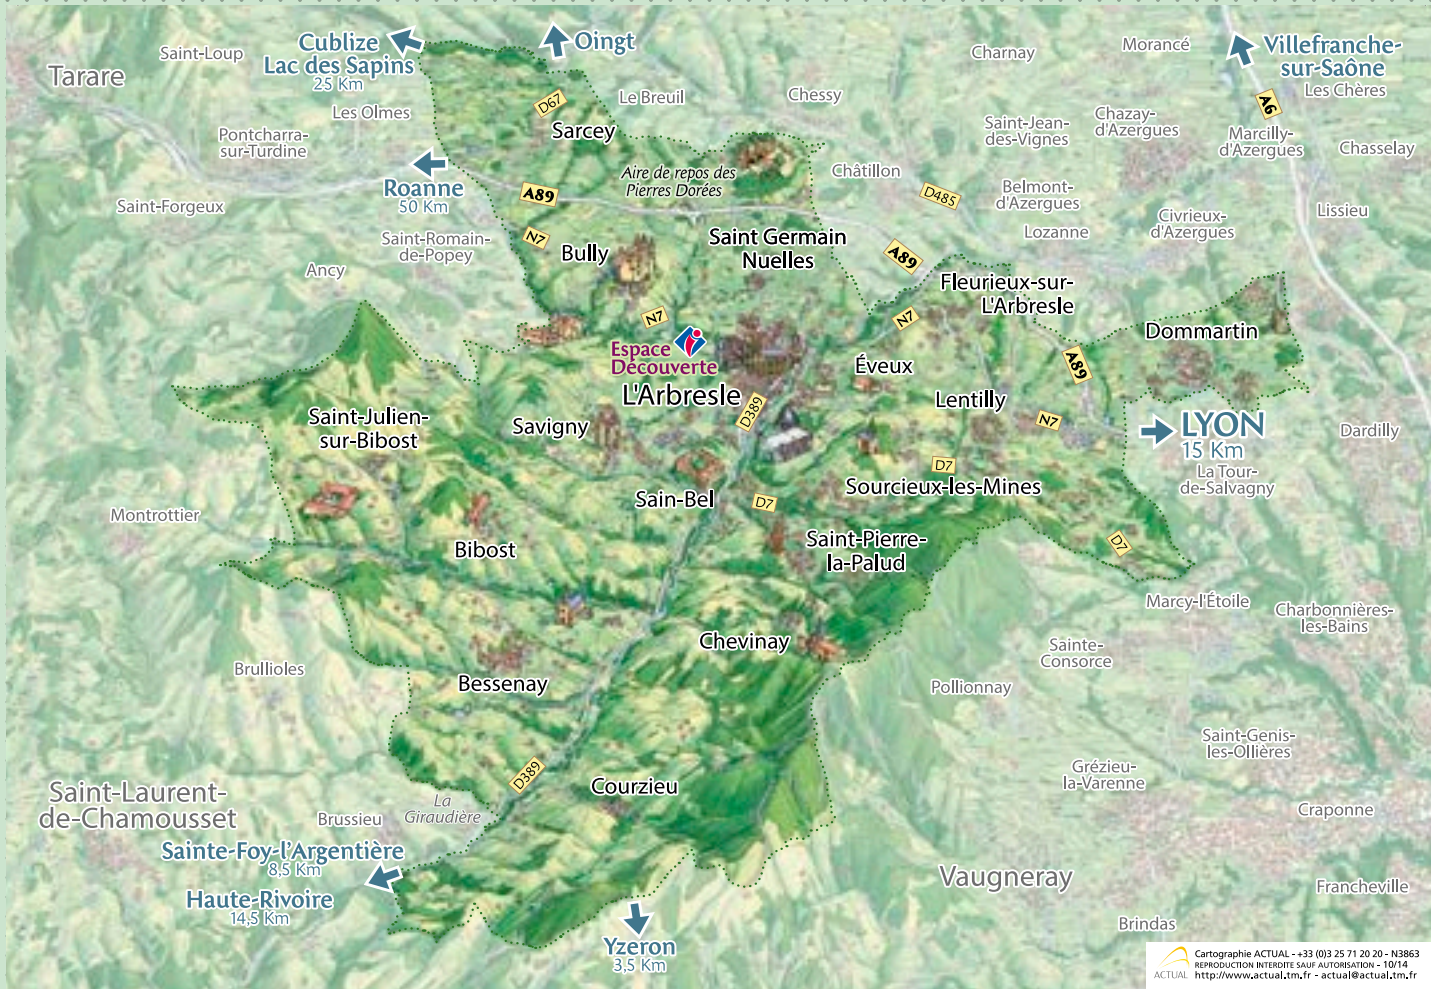 Cublize
Lac des Sapins
25 Km
Oingt
Villefranche-
sur-Saône
Saint-Loup
Tarare
Les Olmes
Pontcharra-
sur-Turdine
Saint-Forgeux
Roanne
50 Km
Saint-Romain-
de-Popey
Ancy
D67
Sarcey
Le Breuil
Chessy
Charnay
Morancé
Les Chères
A6
Chazay-
d'Azergues
Saint-Jean-
des-Vignes
Marcilly-
d'Azergues
Chasselay
Aire de repos des
Pierres Dorées
Châtillon
D485
Belmont-
d'Azergues
Lozanne
Civrieux-
d'Azergues
Lissieu
A89
N7
Bully
Saint Germain
Nuelles
A89
Fleurieux-sur-
L'Arbresle
N7
N7
Dommartin
Espace
Découverte
L'Arbresle
Éveux
A89
Lentilly
N7
LYON
15 Km
Dardilly
La Tour-
de-Salvagny
Saint-Julien-
sur-Bibost
Savigny
D389
D7
Sain-Bel
D7
Sourcieux-les-Mines
Montrottier
Bibost
Saint-Pierre-
la-Palud
D7
Marcy-l'Étoile
Charbonnières-
les-Bains
Chevinay
Sainte-
Consorce
Brullioles
Bessenay
Pollionnay
Saint-Genis-
les-Ollières
Grézieu-
la-Varenne
D389
Courzieu
Saint-Laurent-
de-Chamousset
La
Giraudière
Brussieu
Craponne
Sainte-Foy-l'Argentière
8,5 Km
Haute-Rivoire
14,5 Km
Vaugneray
Francheville
Brindas
Yzeron
3,5 Km
ACTUAL
Cartographie ACTUAL - +33 (0)3 25 71 20 20 - N3863
REPRODUCTION INTERDITE SAUF AUTORISATION - 10/14
http://www.actual.tm.fr - actual@actual.tm.fr